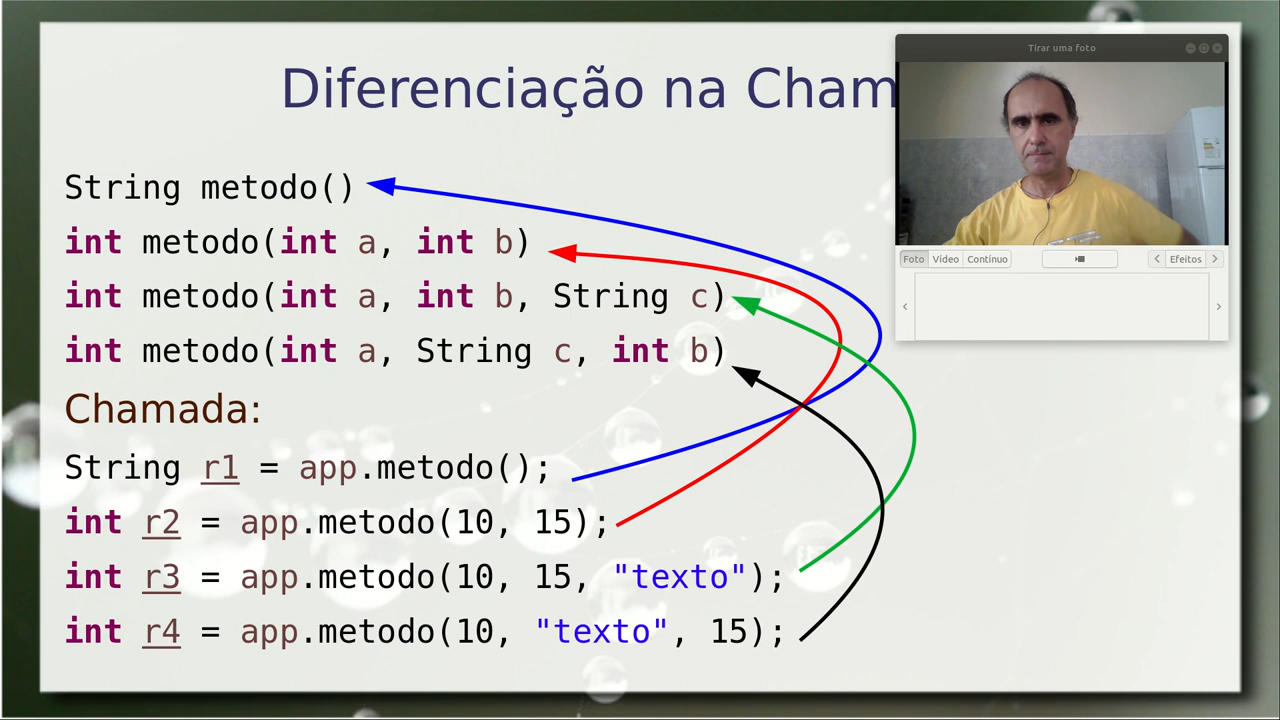 Diferenciação na Cham
String metodo()
int metodo(int a, int b)
int metodo(int a, int b, String c)
int metodo(int a, String c, int b)
Chamada:
String r1 = app.metodo();
int r2 = app.metodo(10, 15);
int r3 = app.metodo(10, 15, "texto");
int r4 = app.metodo(10, "texto", 15);
Tirar uma foto
Foto Vídeo Contínuo Efeitos